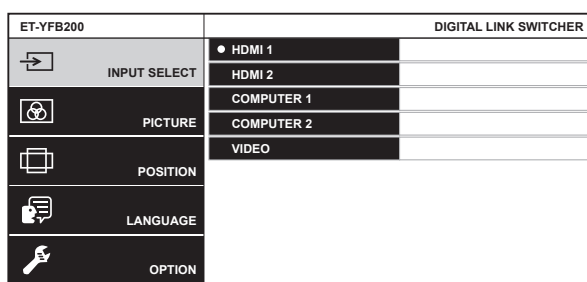 ET-YFB200
DIGITAL LINK SWITCHER
INPUT SELECT
PICTURE
POSITION
LANGUAGE
OPTION
● HDMI 1
HDMI 2
COMPUTER 1
COMPUTER 2
VIDEO